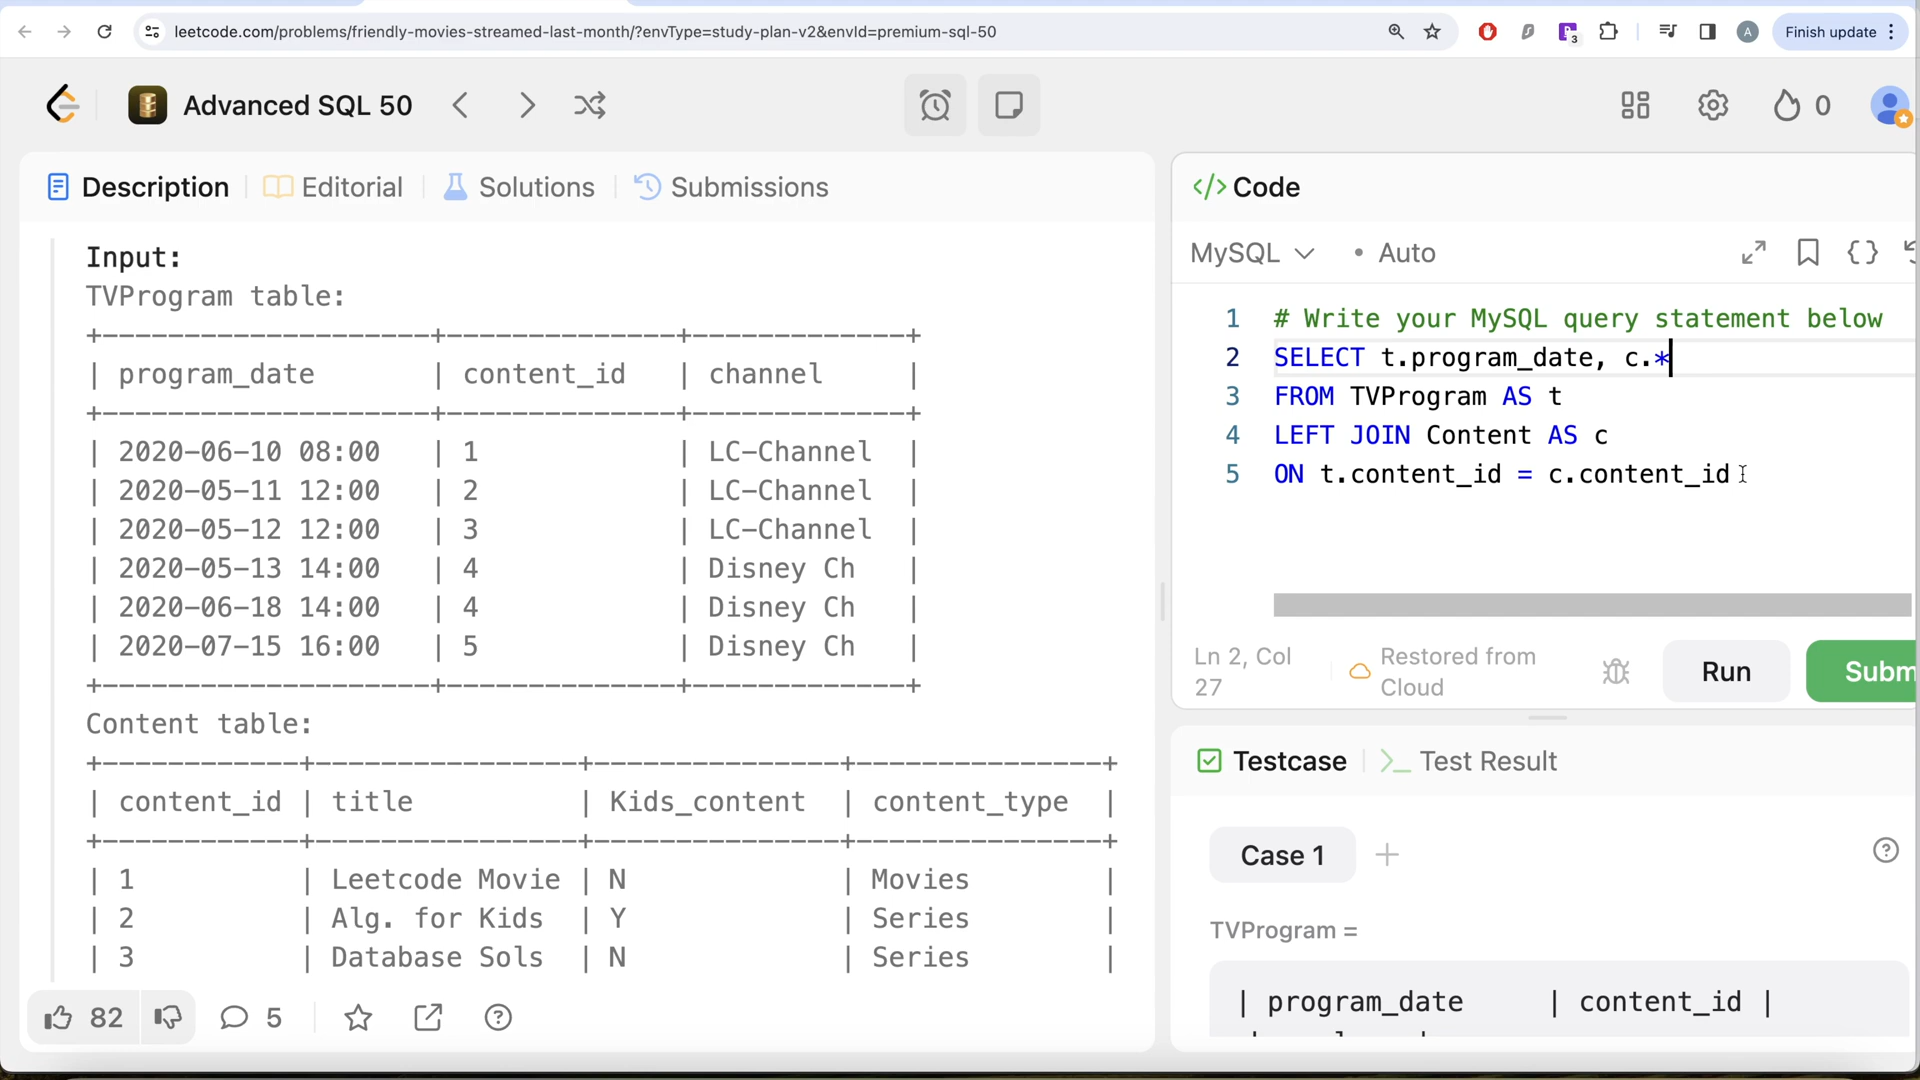 leetcode.com/problems/friendly-movies-streamed-last-month/?envType=study-plan-v2&envId=premium-sql-50
3
A
Finish update
Advanced SQL 50
0
Description
Editorial
Solutions
Submissions
Input:
TVProgram table:
+---------------------+--------------+-------------+
| program_date | content_id | channel |
+---------------------+--------------+-------------+
| 2020-06-10 08:00 | 1 | LC-Channel |
| 2020-05-11 12:00 | 2 | LC-Channel |
| 2020-05-12 12:00 | 3 | LC-Channel |
| 2020-05-13 14:00 | 4 | Disney Ch |
| 2020-06-18 14:00 | 4 | Disney Ch |
| 2020-07-15 16:00 | 5 | Disney Ch |
+---------------------+--------------+-------------+
Content table:
+------------+----------------+---------------+---------------+
| content_id | title | Kids_content | content_type |
+------------+----------------+---------------+---------------+
| 1 | Leetcode Movie | N | Movies |
| 2 | Alg. for Kids | Y | Series |
| 3 | Database Sols | N | Series |
82
5
</> Code
MySQL
• Auto
1 # Write your MySQL query statement below
2 SELECT t.program_date, c.*
3 FROM TVProgram AS t
4 LEFT JOIN Content AS c
5 ON t.content_id = c.content_id
Ln 2, Col 27
Restored from Cloud
Run
Subm
Testcase
Test Result
Case 1
TVProgram =
| program_date | content_id |